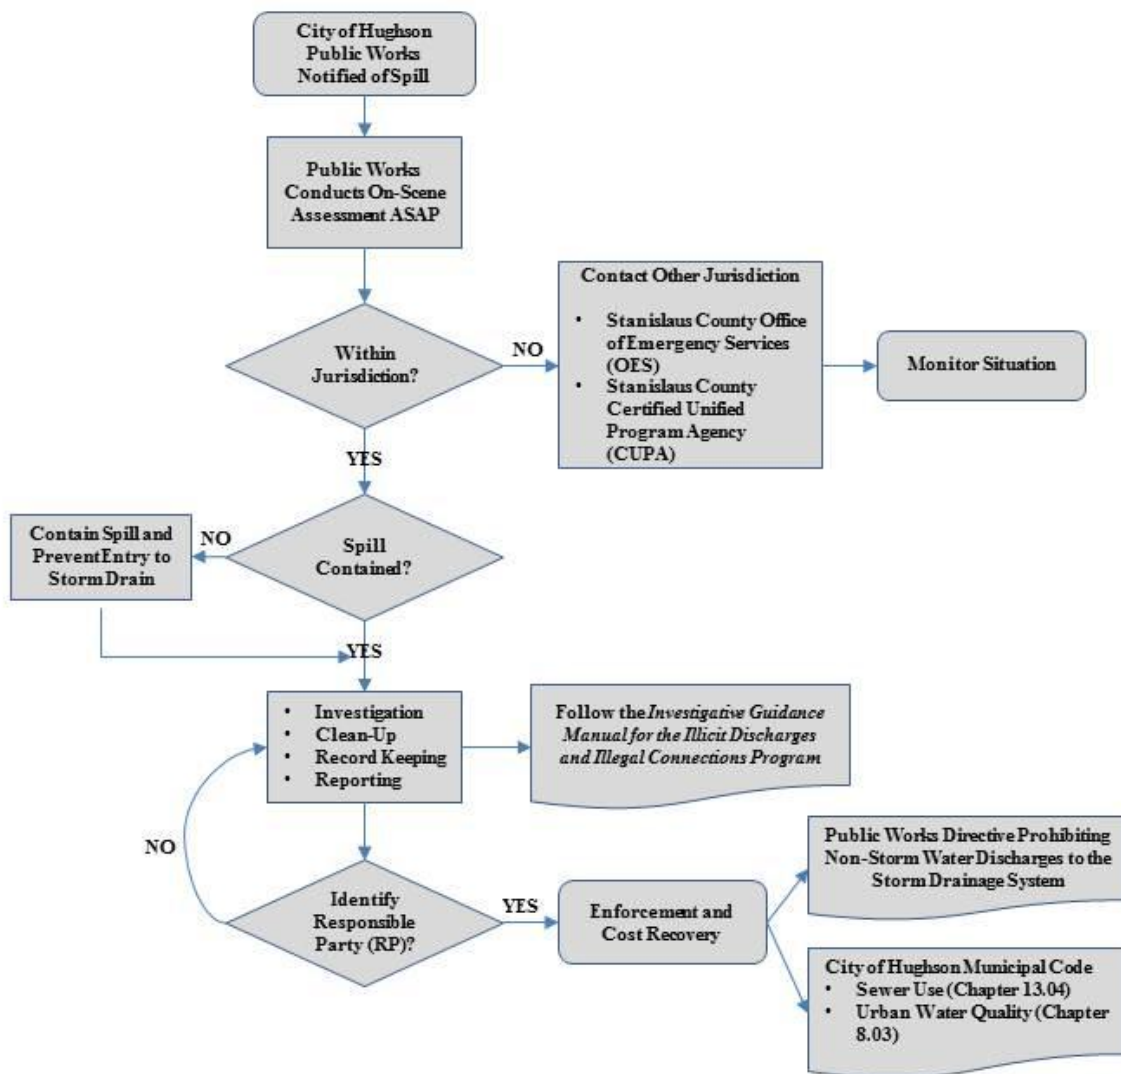 City of Hughson
Public Works
Notified of Spill
Public Works
Conducts On-Scene
Assessment ASAP
Within
Jurisdiction?
NO
Contact Other Jurisdiction
• Stanislaus County Office
of Emergency Services
(OES)
• Stanislaus County
Certified Unified
Program Agency
(CUPA)
Monitor Situation
YES
Contain Spill and
Prevent Entry to
Storm Drain
NO
Spill
Contained?
YES
• Investigation
• Clean-Up
• Record Keeping
• Reporting
Follow the Investigative Guidance
Manual for the Illicit Discharges
and Illegal Connections Program
NO
Identify
Responsible
Party (RP)?
YES
Enforcement and
Cost Recovery
Public Works Directive Prohibiting
Non-Storm Water Discharges to the
Storm Drainage System
City of Hughson Municipal Code
• Sewer Use (Chapter 13.04)
• Urban Water Quality (Chapter
8.03)